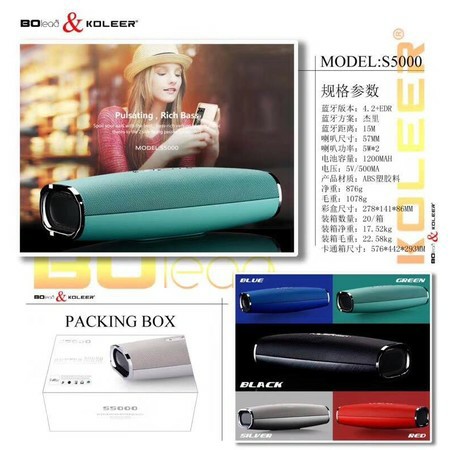 BOlead & KOLEER®
Pulsating , Rich Bass
MODEL:S5000
MODEL:S5000
规格参数
蓝牙版本: 4.2+EDR
蓝牙方案: 杰里
蓝牙距离: 15M
喇叭尺寸: 57MM
喇叭功率: 5W*2
电池容量: 1200MAH
电压: 5V/500MA
产品材质: ABS塑胶料
净重: 876g
毛重: 1078g
彩盒尺寸: 278*141*86MM
装箱数量: 20/箱
装箱净重: 17.52kg
装箱毛重: 22.58kg
卡通箱尺寸: 576*442*293MM
KOLEER®
BOlead & KOLEER®
BOlead
BOlead & KOLEER®
PACKING BOX
S5000
BLUE
GREEN
BLACK
SILVER
RED